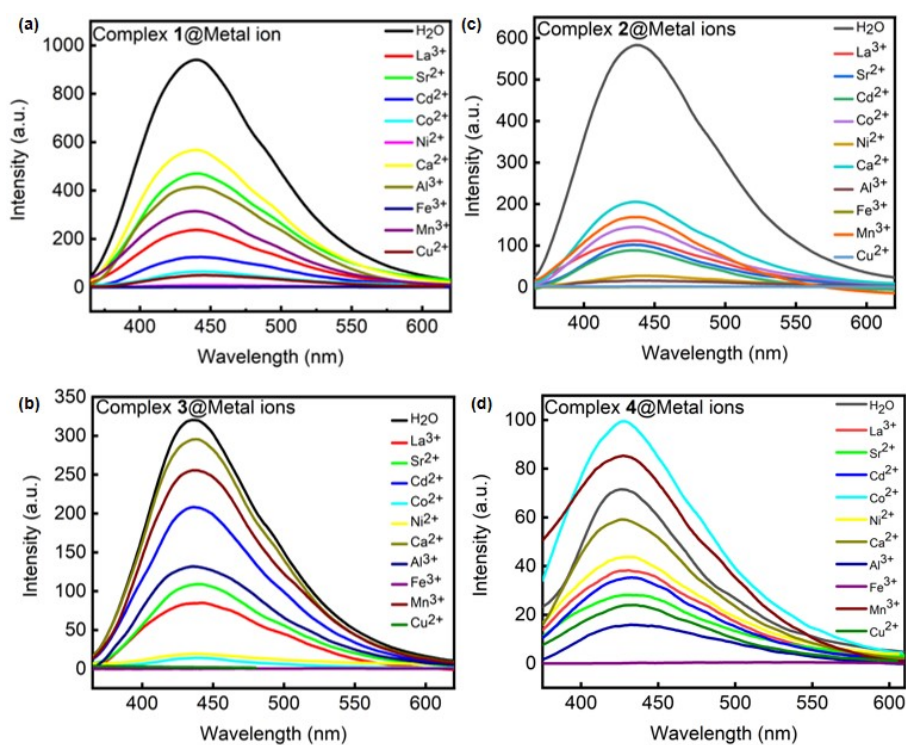 (a)
Complex 1@Metal ion
H₂O
La³⁺
Sr²⁺
Cd²⁺
Co²⁺
Ni²⁺
Ca²⁺
Al³⁺
Fe³⁺
Mn³⁺
Cu²⁺
1000
800
600
400
200
0
Intensity (a.u.)
400 450 500 550 600
Wavelength (nm)
(c)
Complex 2@Metal ions
H₂O
La³⁺
Sr²⁺
Cd²⁺
Co²⁺
Ni²⁺
Ca²⁺
Al³⁺
Fe³⁺
Mn³⁺
Cu²⁺
600
500
400
300
200
100
0
Intensity (a.u.)
400 450 500 550 600
Wavelength (nm)
(b)
Complex 3@Metal ions
H₂O
La³⁺
Sr²⁺
Cd²⁺
Co²⁺
Ni²⁺
Ca²⁺
Al³⁺
Fe³⁺
Mn³⁺
Cu²⁺
350
300
250
200
150
100
50
0
Intensity (a.u.)
400 450 500 550 600
Wavelength (nm)
(d)
Complex 4@Metal ions
H₂O
La³⁺
Sr²⁺
Cd²⁺
Co²⁺
Ni²⁺
Ca²⁺
Al³⁺
Fe³⁺
Mn³⁺
Cu²⁺
100
80
60
40
20
0
Intensity (a.u.)
400 450 500 550 600
Wavelength (nm)